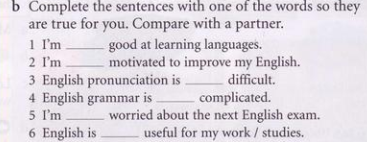 b Complete the sentences with one of the words so they
are true for you. Compare with a partner.
1 I'm ______ good at learning languages.
2 I'm ______ motivated to improve my English.
3 English pronunciation is ______ difficult.
4 English grammar is ______ complicated.
5 I'm ______ worried about the next English exam.
6 English is ______ useful for my work / studies.